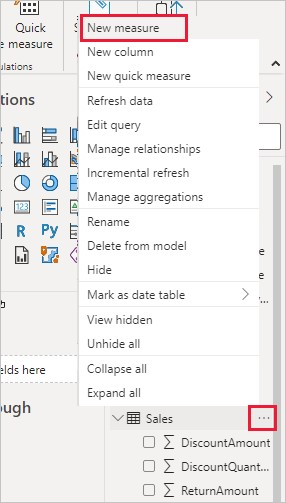 Quick
e measure
New measure
New column
New quick measure
ulations
Refresh data
Edit query
Manage relationships
Incremental refresh
Manage aggregations
Rename
Delete from model
Hide
Mark as date table
View hidden
Unhide all
Collapse all
Expand all
ions
123
R Py
elds here
ough
Sales
DiscountAmount
DiscountQuant...
ReturnAmount